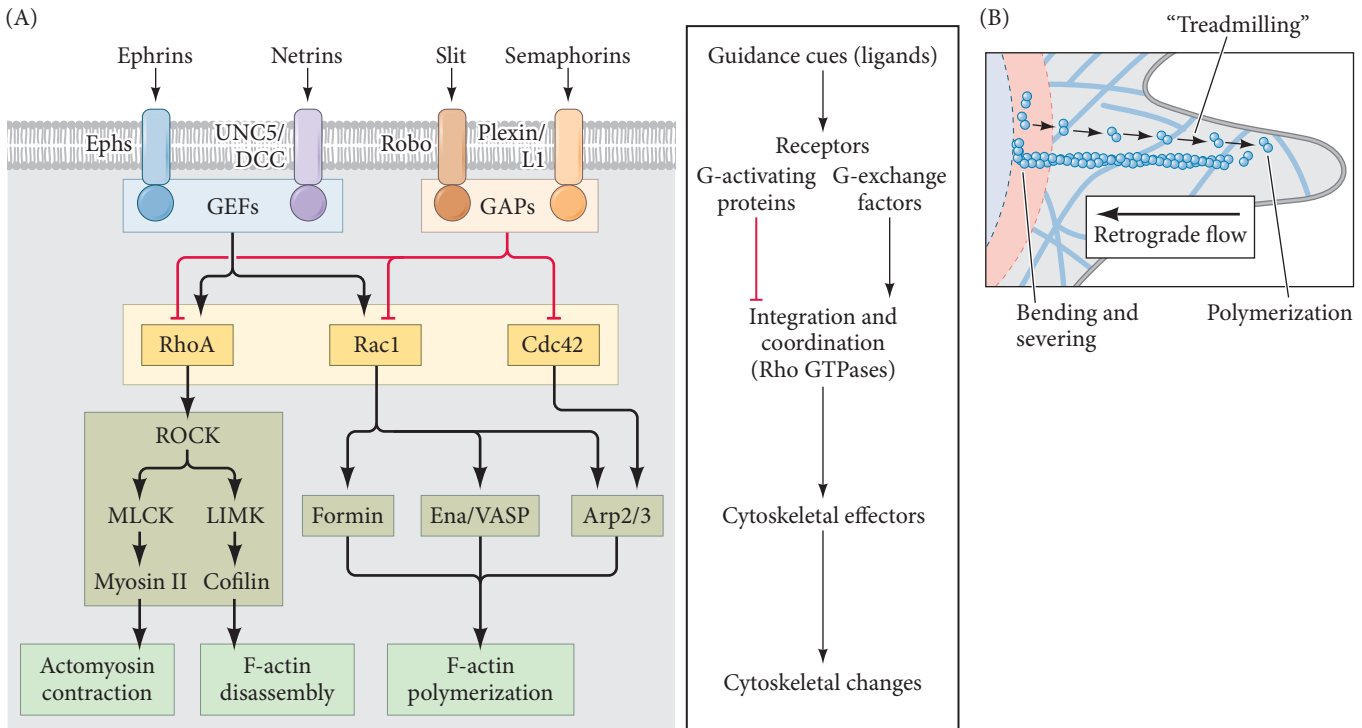 (A)
Ephrins
Netrins
Slit
Semaphorins
Ephs
UNC5/
DCC
Robo
Plexin/
L1
GEFs
GAPs
RhoA
Rac1
Cdc42
ROCK
MLCK
LIMK
Myosin II
Cofilin
Formin
Ena/VASP
Arp2/3
Actomyosin
contraction
F-actin
disassembly
F-actin
polymerization
Guidance cues (ligands)
Receptors
G-activating
proteins
G-exchange
factors
Integration and
coordination
(Rho GTPases)
Cytoskeletal effectors
Cytoskeletal changes
(B)
“Treadmilling”
Retrograde flow
Bending and
severing
Polymerization